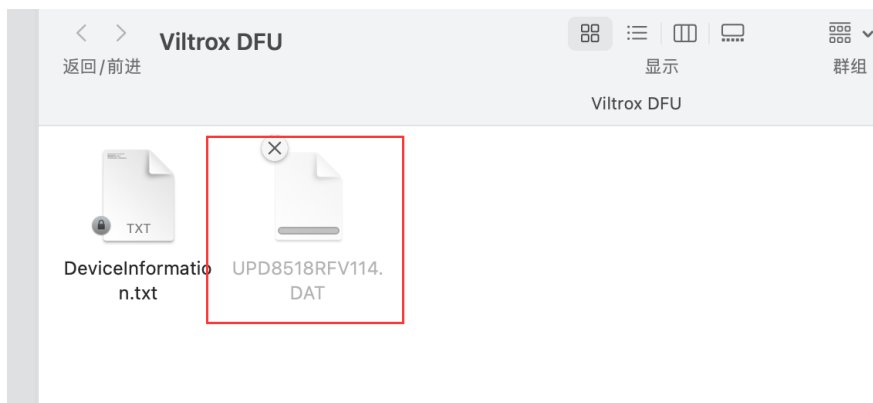 Viltrox DFU
返回/前进
显示
群组
Viltrox DFU
TXT
DeviceInformatio
n.txt
UPD8518RFV114.
DAT